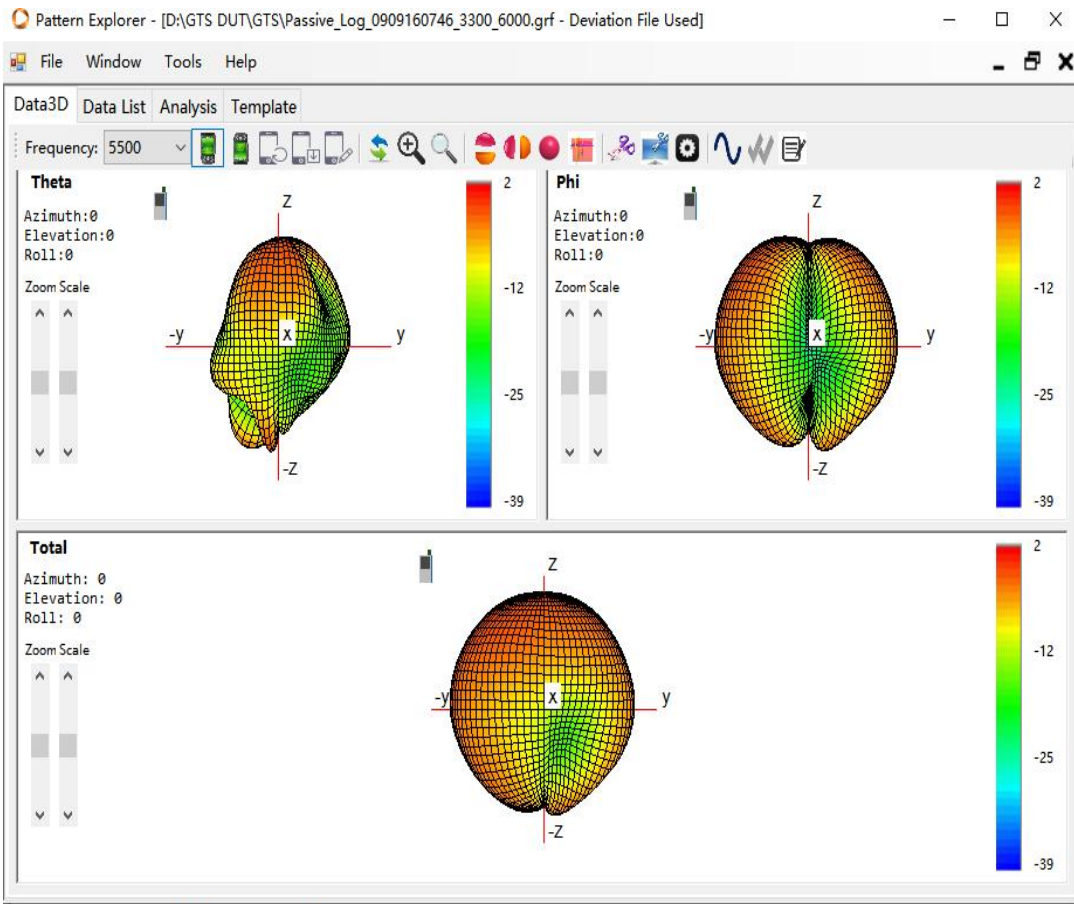 Pattern Explorer - [D:\GTS DUT\GTS\Passive_Log_0909160746_3300_6000.grf - Deviation File Used]
File Window Tools Help
Data3D Data List Analysis Template
Frequency: 5500
Theta
Azimuth:0
Elevation:0
Roll:0
Zoom Scale
Z
-y
X
y
-Z
2
-12
-25
-39
Phi
Azimuth:0
Elevation:0
Roll:0
Zoom Scale
Z
-y
X
y
-Z
2
-12
-25
-39
Total
Azimuth: 0
Elevation: 0
Roll: 0
Zoom Scale
Z
-y
X
y
-Z
2
-12
-25
-39